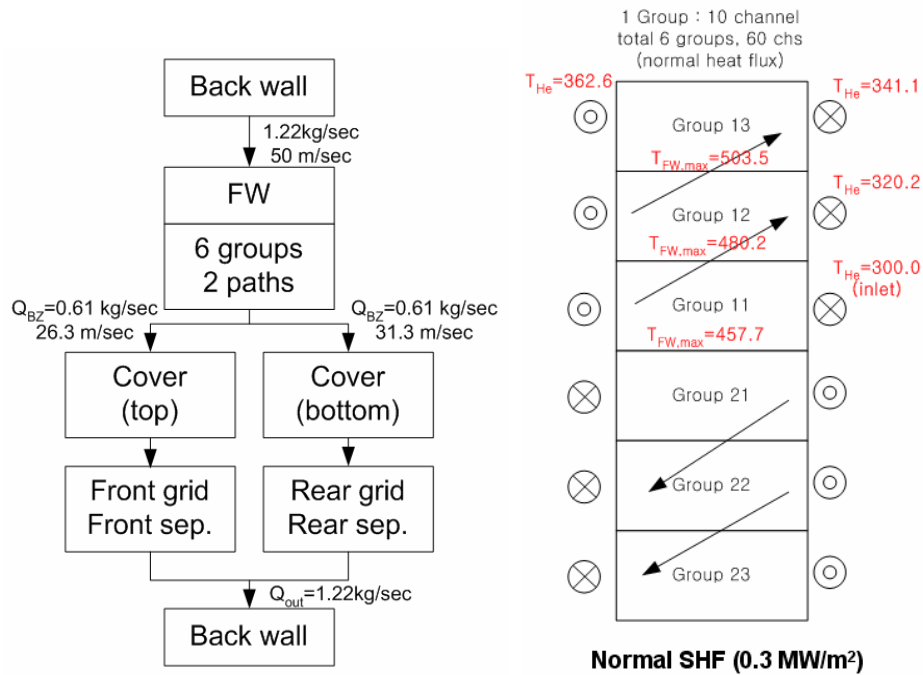 Back wall
1.22kg/sec
50 m/sec
FW
6 groups
2 paths
Q_BZ=0.61 kg/sec
26.3 m/sec
Q_BZ=0.61 kg/sec
31.3 m/sec
Cover
(top)
Cover
(bottom)
Front grid
Front sep.
Rear grid
Rear sep.
Q_out=1.22kg/sec
Back wall
1 Group : 10 channel
total 6 groups, 60 chs
(normal heat flux)
T_He=362.6
T_He=341.1
Group 13
T_FW,max=503.5
T_He=320.2
Group 12
T_FW,max=480.2
T_He=300.0
(inlet)
Group 11
T_FW,max=457.7
Group 21
Group 22
Group 23
Normal SHF (0.3 MW/m²)